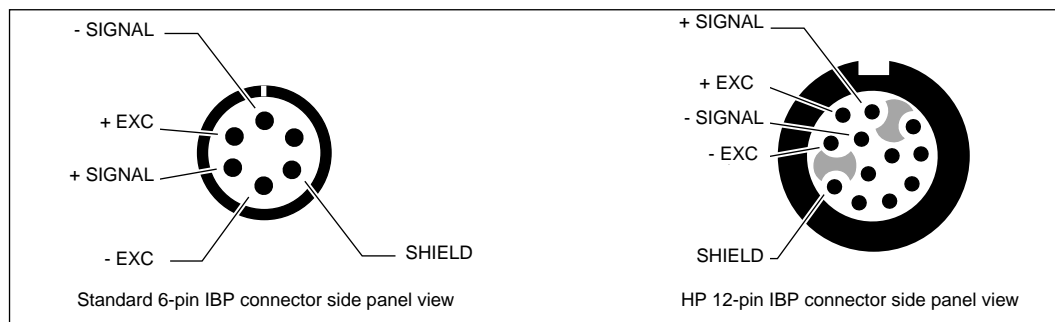 - SIGNAL
+ EXC
+ SIGNAL
- EXC
SHIELD
Standard 6-pin IBP connector side panel view
+ SIGNAL
+ EXC
- SIGNAL
- EXC
SHIELD
HP 12-pin IBP connector side panel view